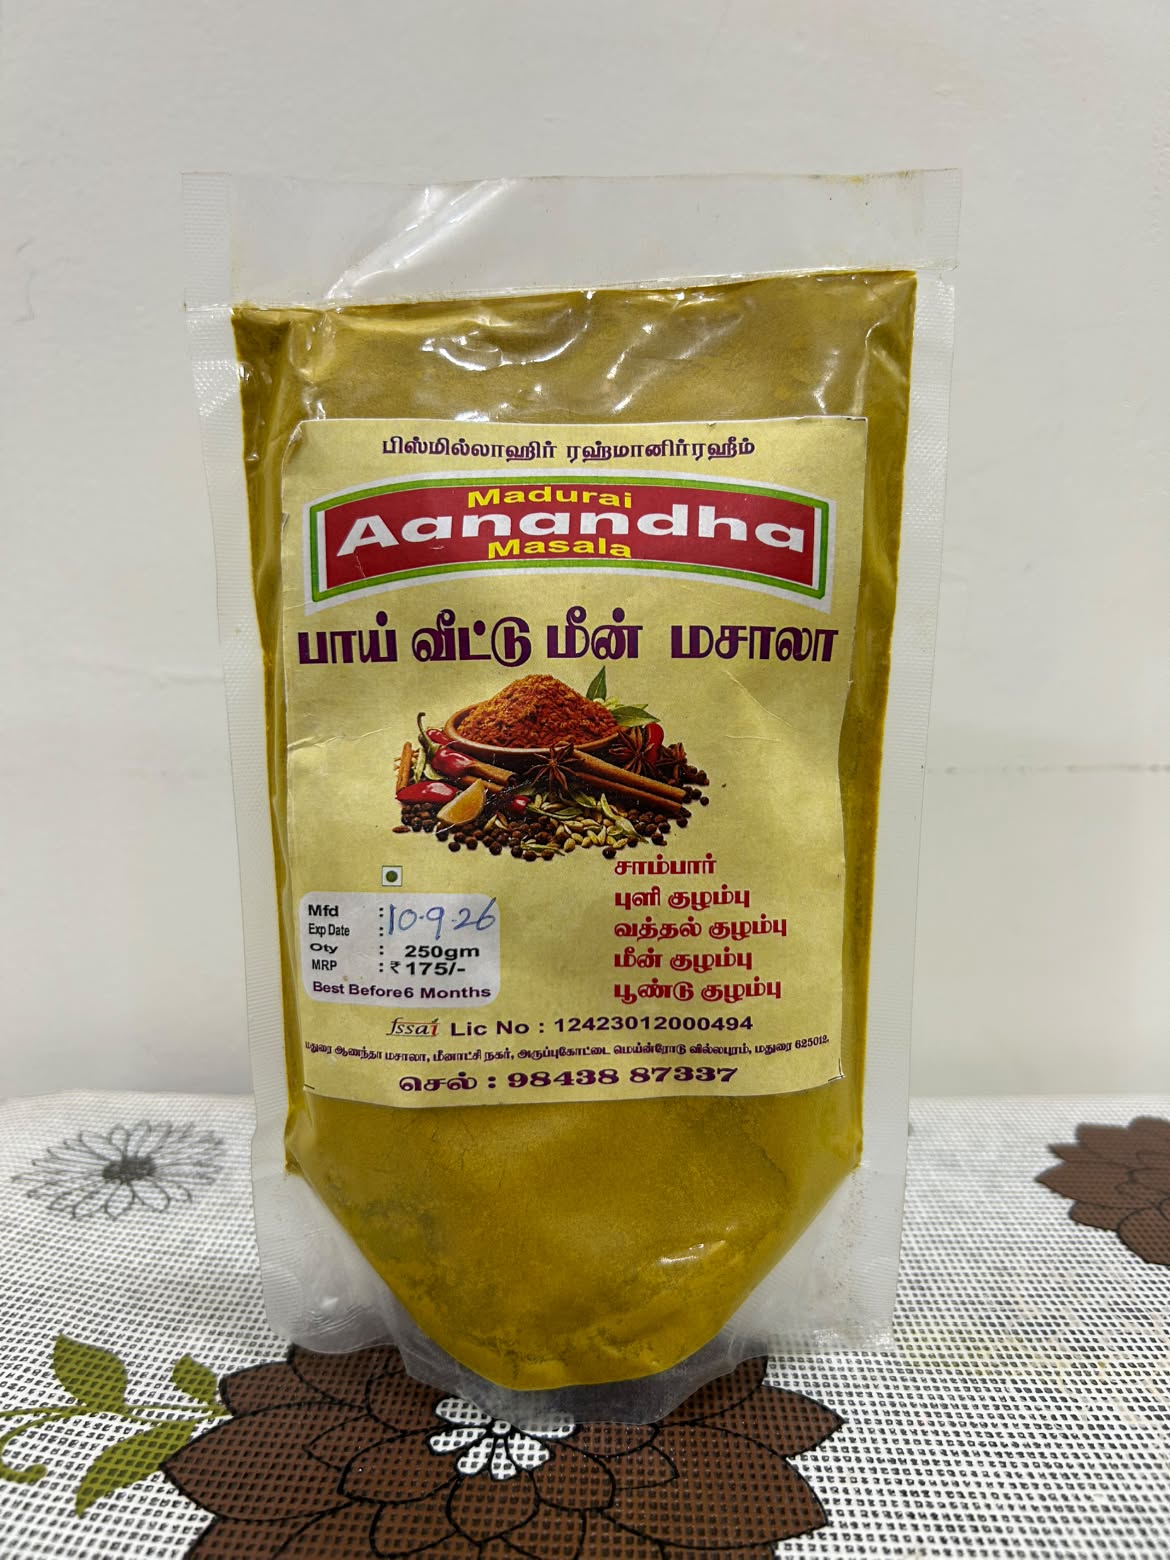 பிஸ்மில்லாஹிர் ரஹ்மானிர்ரஹீம்
Madurai
Aanandha
Masala
பாய் வீட்டு மீன் மசாலா
Mfd : 10.9.26
Exp Date :
Qty : 250gm
MRP : ₹ 175/-
Best Before 6 Months
சாம்பார்
புளி குழம்பு
வத்தல் குழம்பு
மீன் குழம்பு
பூண்டு குழம்பு
fssai Lic No : 12423012000494
மதுரை ஆனந்தா மசாலா, மீனாட்சி நகர், அருப்புகோட்டை மெய்ன்ரோடு வில்லபுரம், மதுரை 625012.
செல் : 98438 87337